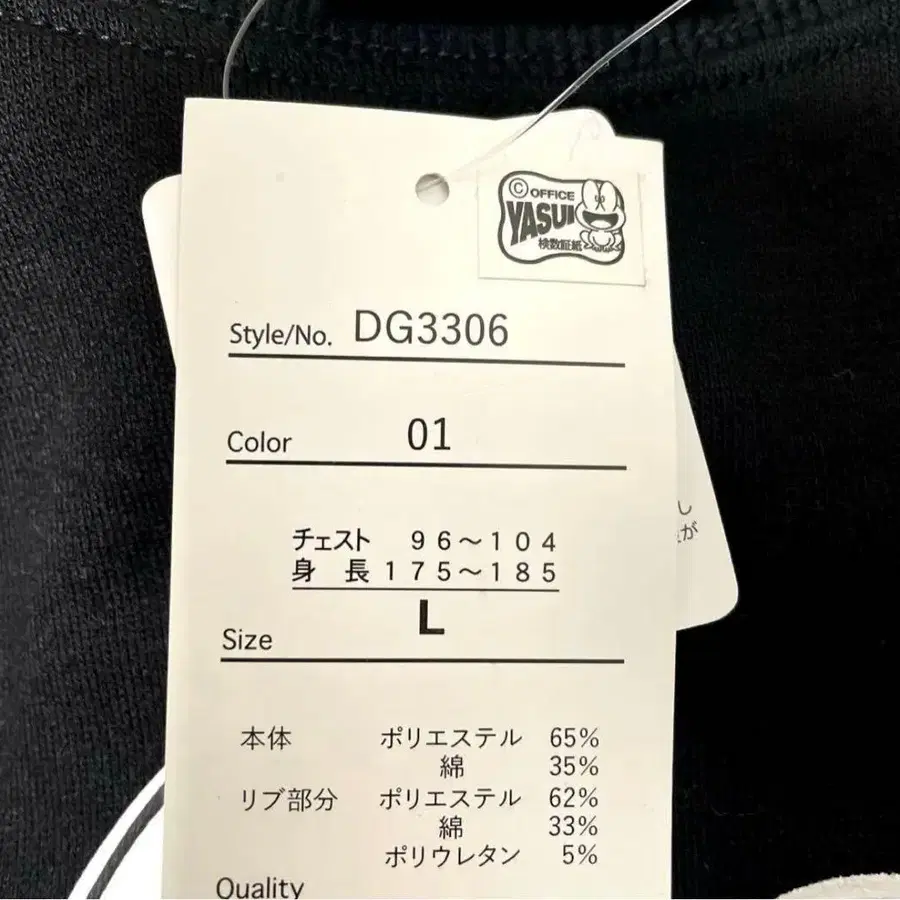 © OFFICE
YASUI
検数証紙
Style/No. DG3306
Color 01
チェスト 96～104
身長 175～185
L
Size
本体 ポリエステル 65%
綿 35%
リブ部分 ポリエステル 62%
綿 33%
ポリウレタン 5%
Quality
し
が